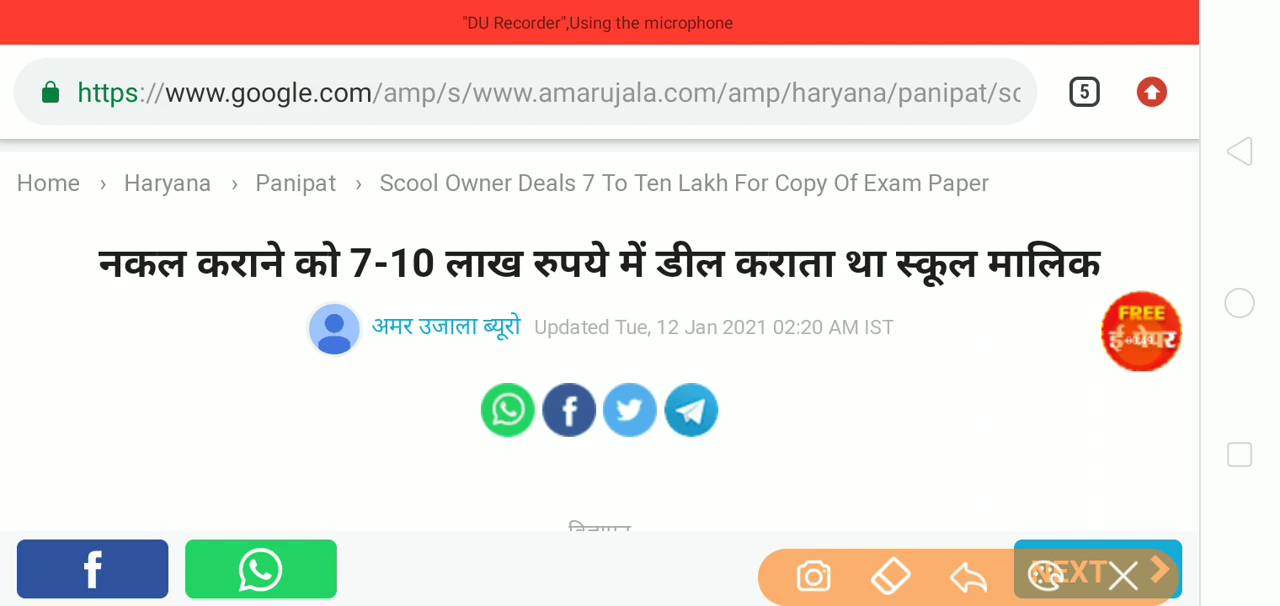 "DU Recorder",Using the microphone
https://www.google.com/amp/s/www.amarujala.com/amp/haryana/panipat/sc
5
Home › Haryana › Panipat › Scool Owner Deals 7 To Ten Lakh For Copy Of Exam Paper
नकल कराने को 7-10 लाख रुपये में डील कराता था स्कूल मालिक
अमर उजाला ब्यूरो Updated Tue, 12 Jan 2021 02:20 AM IST
FREE
ई-पेपर
NEXT